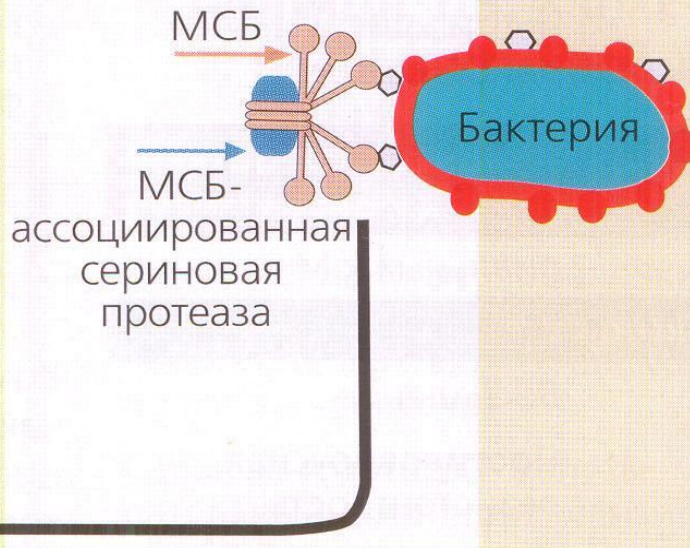 МСБ
Бактерия
МСБ-
ассоциированная
сериновая
протеаза